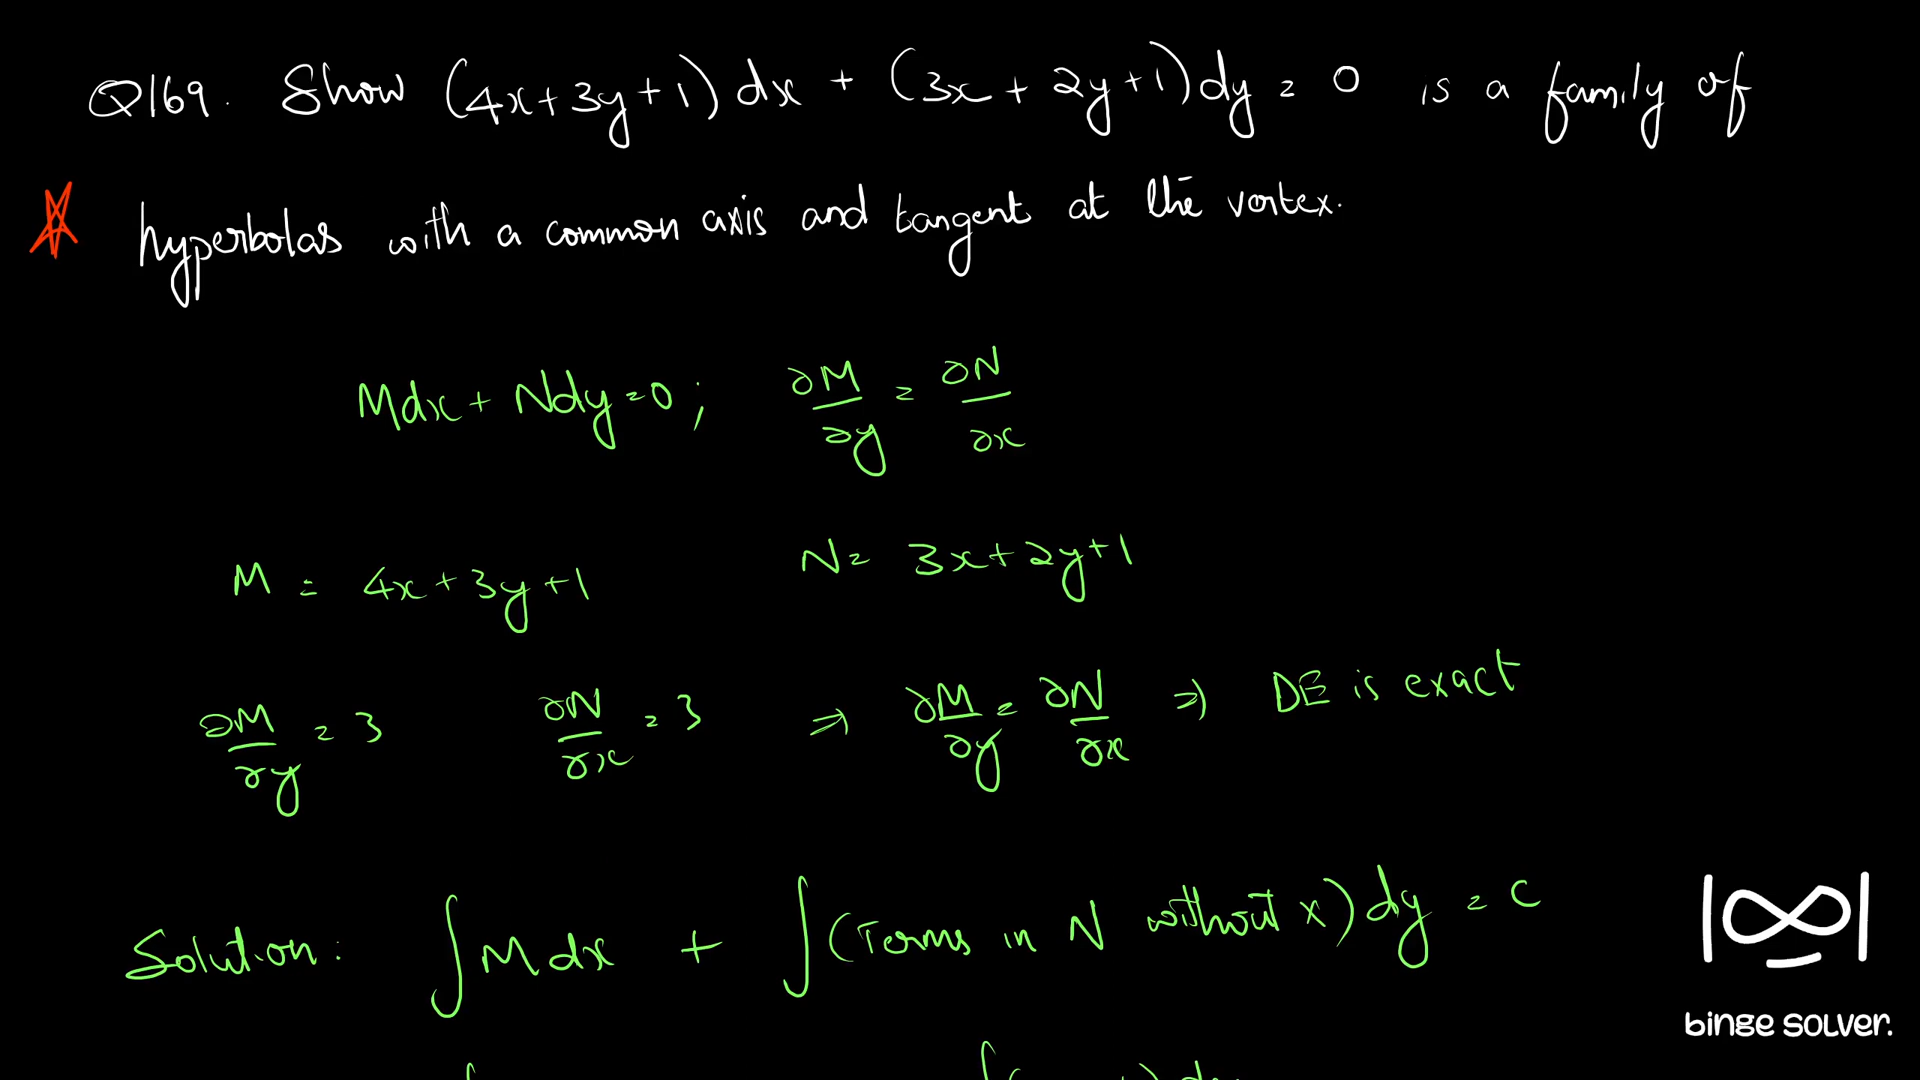 Q169. Show (4x+3y+1)dx + (3x+2y+1)dy = 0 is a family of
hyperbolas with a common axis and tangent at the vertex.
Mdx + Ndy = 0 ; ∂M/∂y = ∂N/∂x
M = 4x+3y+1 N = 3x+2y+1
∂M/∂y = 3 ∂N/∂x = 3 ⇒ ∂M/∂y = ∂N/∂x ⇒ DE is exact
Solution: ∫M dx + ∫(Terms in N without x) dy = c
binge solver.